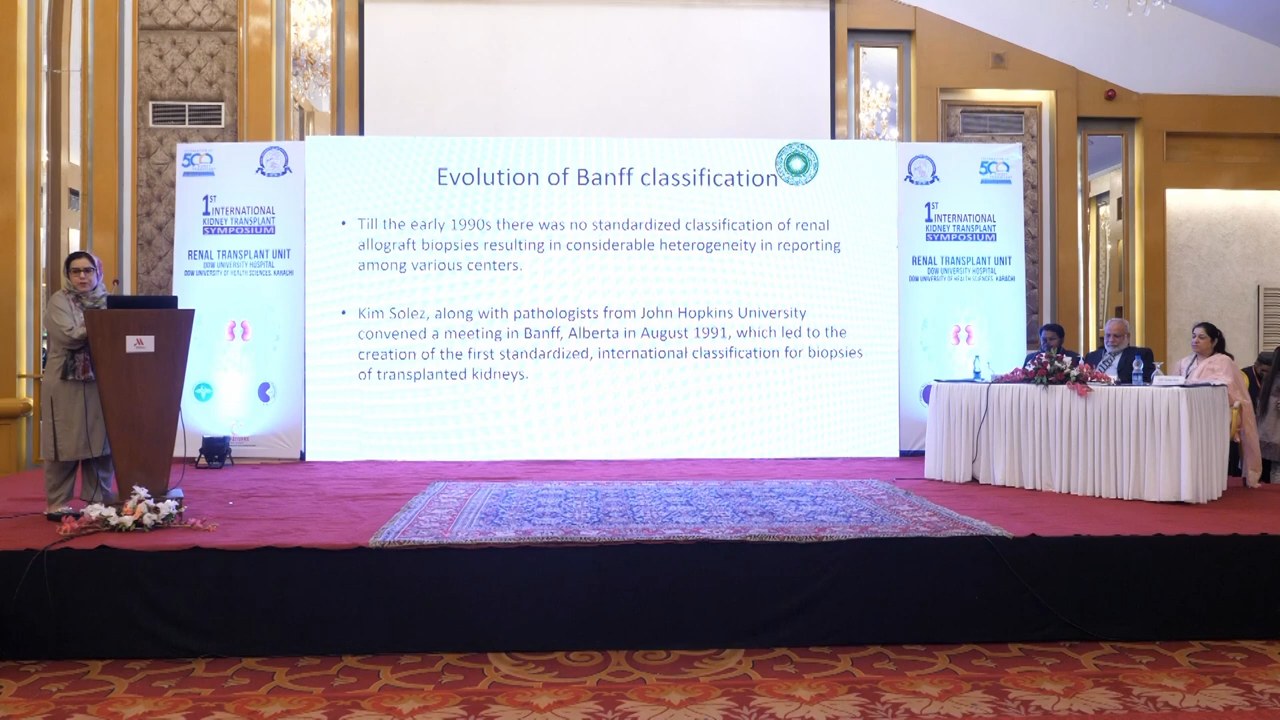 Evolution of Banff classification
• Till the early 1990s there was no standardized classification of renal
allograft biopsies resulting in considerable heterogeneity in reporting
among various centers.
• Kim Solez, along with pathologists from John Hopkins University
convened a meeting in Banff, Alberta in August 1991, which led to the
creation of the first standardized, international classification for biopsies
of transplanted kidneys.
500
1ST
INTERNATIONAL
KIDNEY TRANSPLANT
SYMPOSIUM
RENAL TRANSPLANT UNIT
DOW UNIVERSITY HOSPITAL
DOW UNIVERSITY OF HEALTH SCIENCES, KARACHI
500
1ST
INTERNATIONAL
KIDNEY TRANSPLANT
SYMPOSIUM
RENAL TRANSPLANT UNIT
DOW UNIVERSITY HOSPITAL
DOW UNIVERSITY OF HEALTH SCIENCES, KARACHI